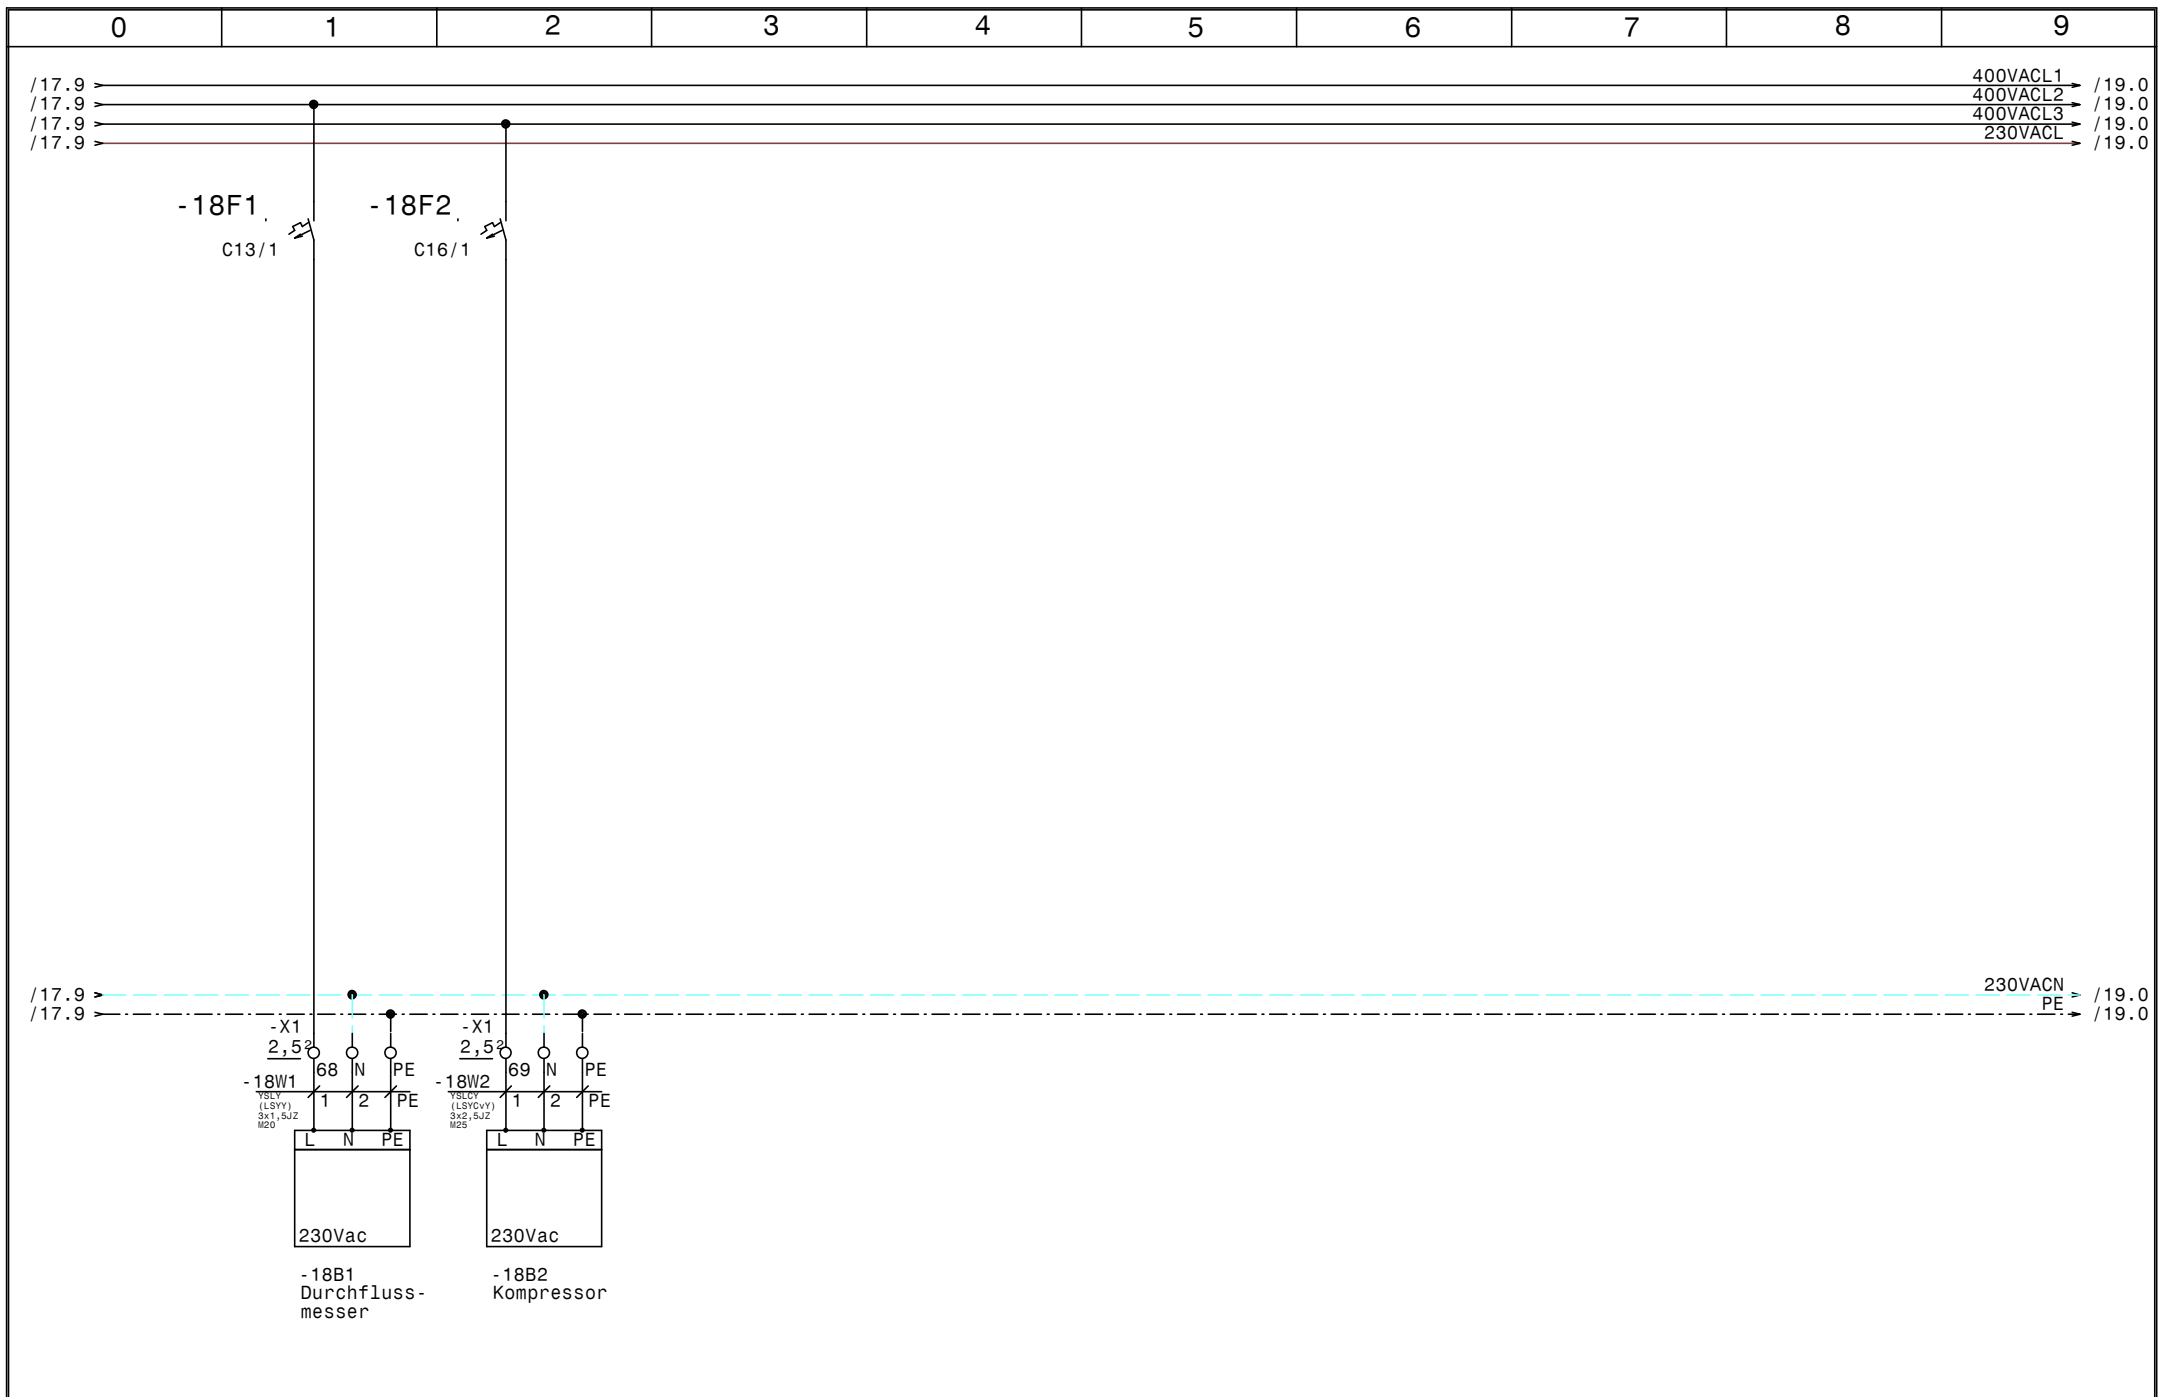 0 1 2 3 4 5 6 7 8 9
/17.9 400VACL1 /19.0
/17.9 400VACL2 /19.0
/17.9 400VACL3 /19.0
/17.9 230VACL /19.0
-18F1 -18F2
C13/1 C16/1
/17.9 230VACN /19.0
/17.9 PE /19.0
-X1 -X1
2,5² 2,5²
68 N PE 69 N PE
-18W1 -18W2
YSLY
(LSYY)
3x1,5JZ
M20
1 2 PE
YSLCY
(LSYCvY)
3x2,5JZ
M25
1 2 PE
L N PE L N PE
230Vac 230Vac
-18B1
Durchfluss-
messer
-18B2
Kompressor